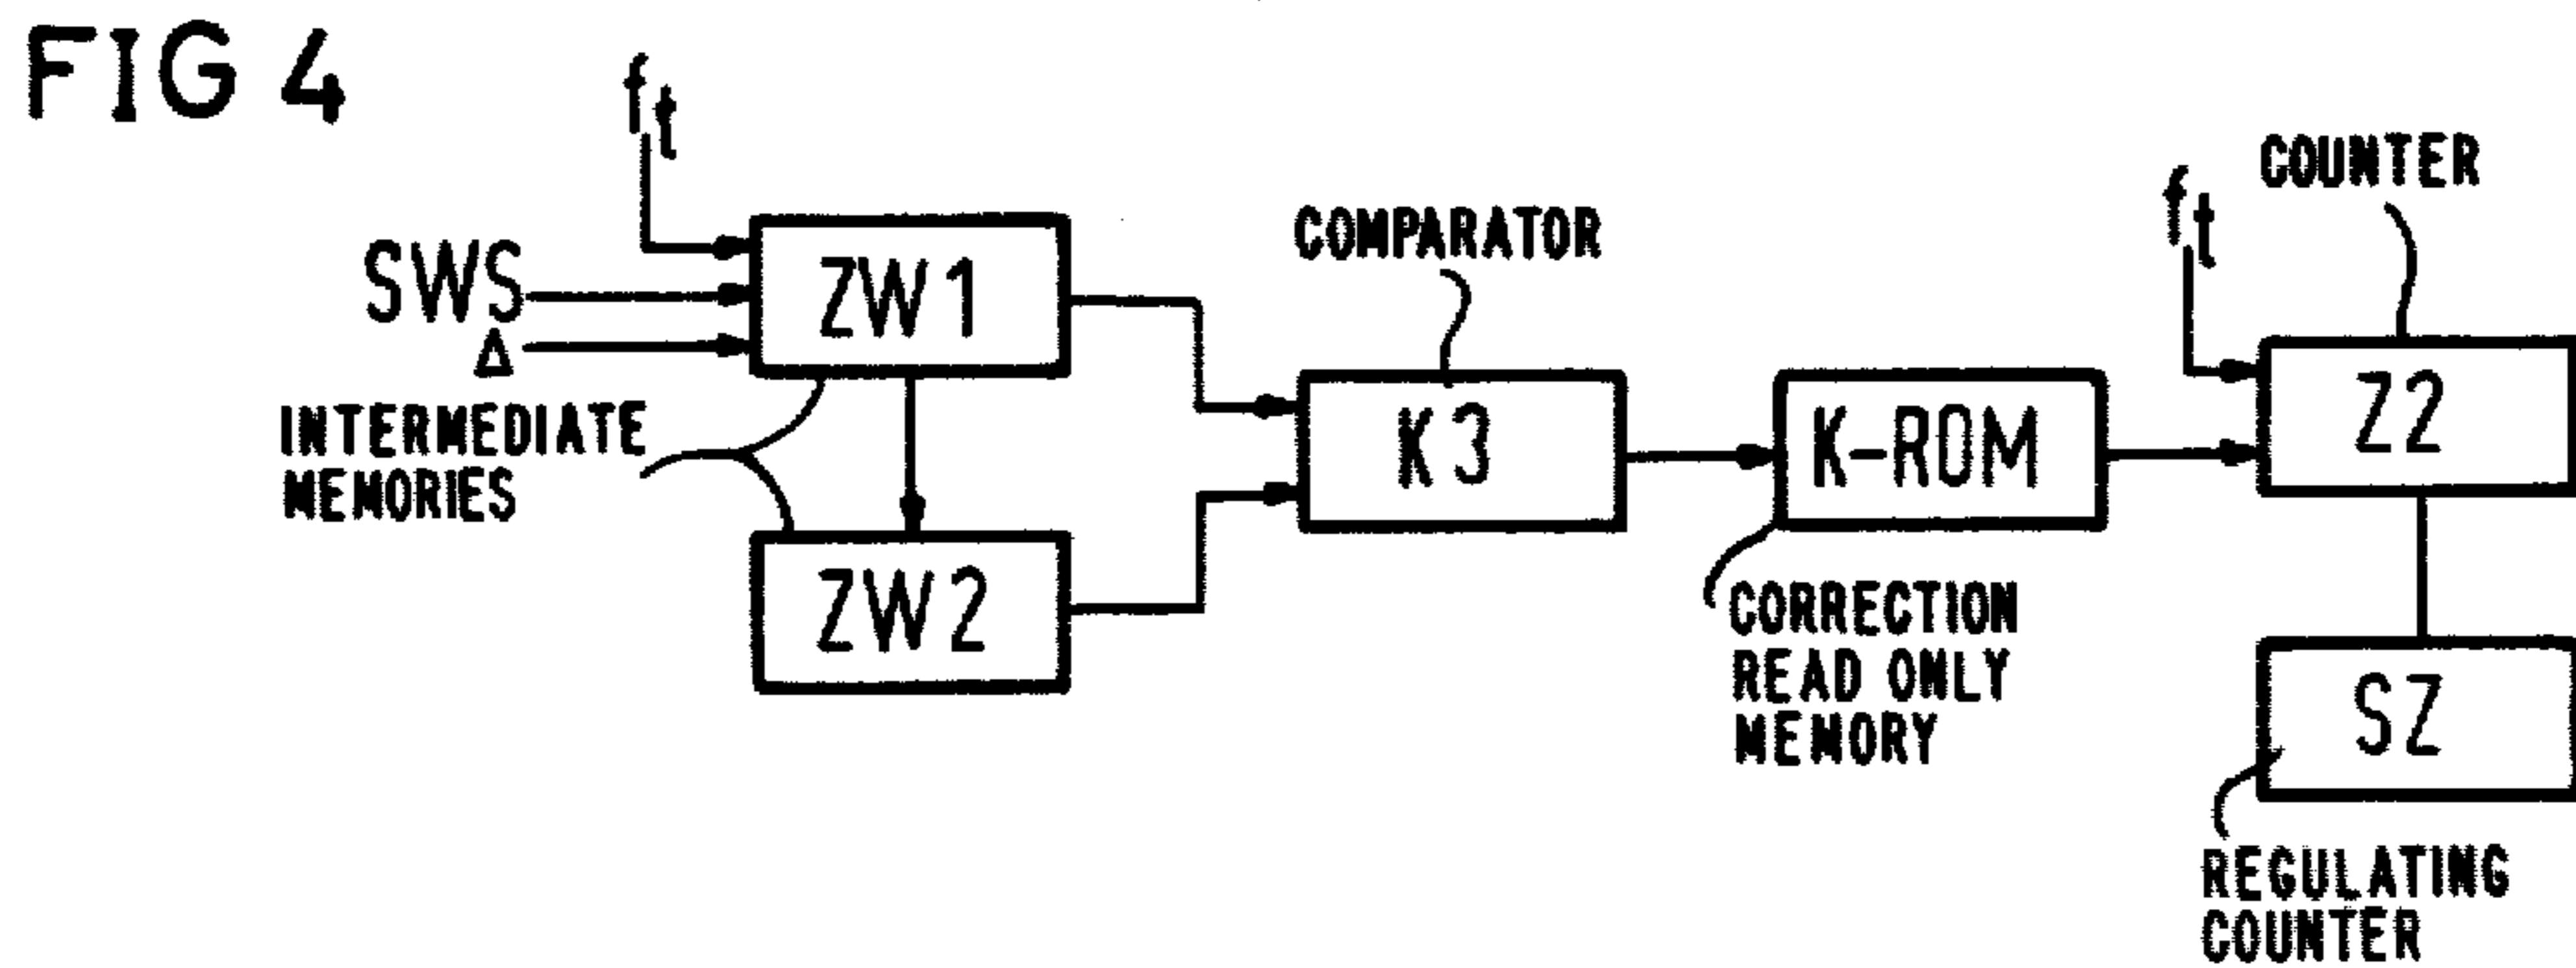 FIG 4
ft
SWS
Δ
ZW1
INTERMEDIATE
MEMORIES
ZW2
COMPARATOR
K3
K-ROM
CORRECTION
READ ONLY
MEMORY
ft
COUNTER
Z2
SZ
REGULATING
COUNTER